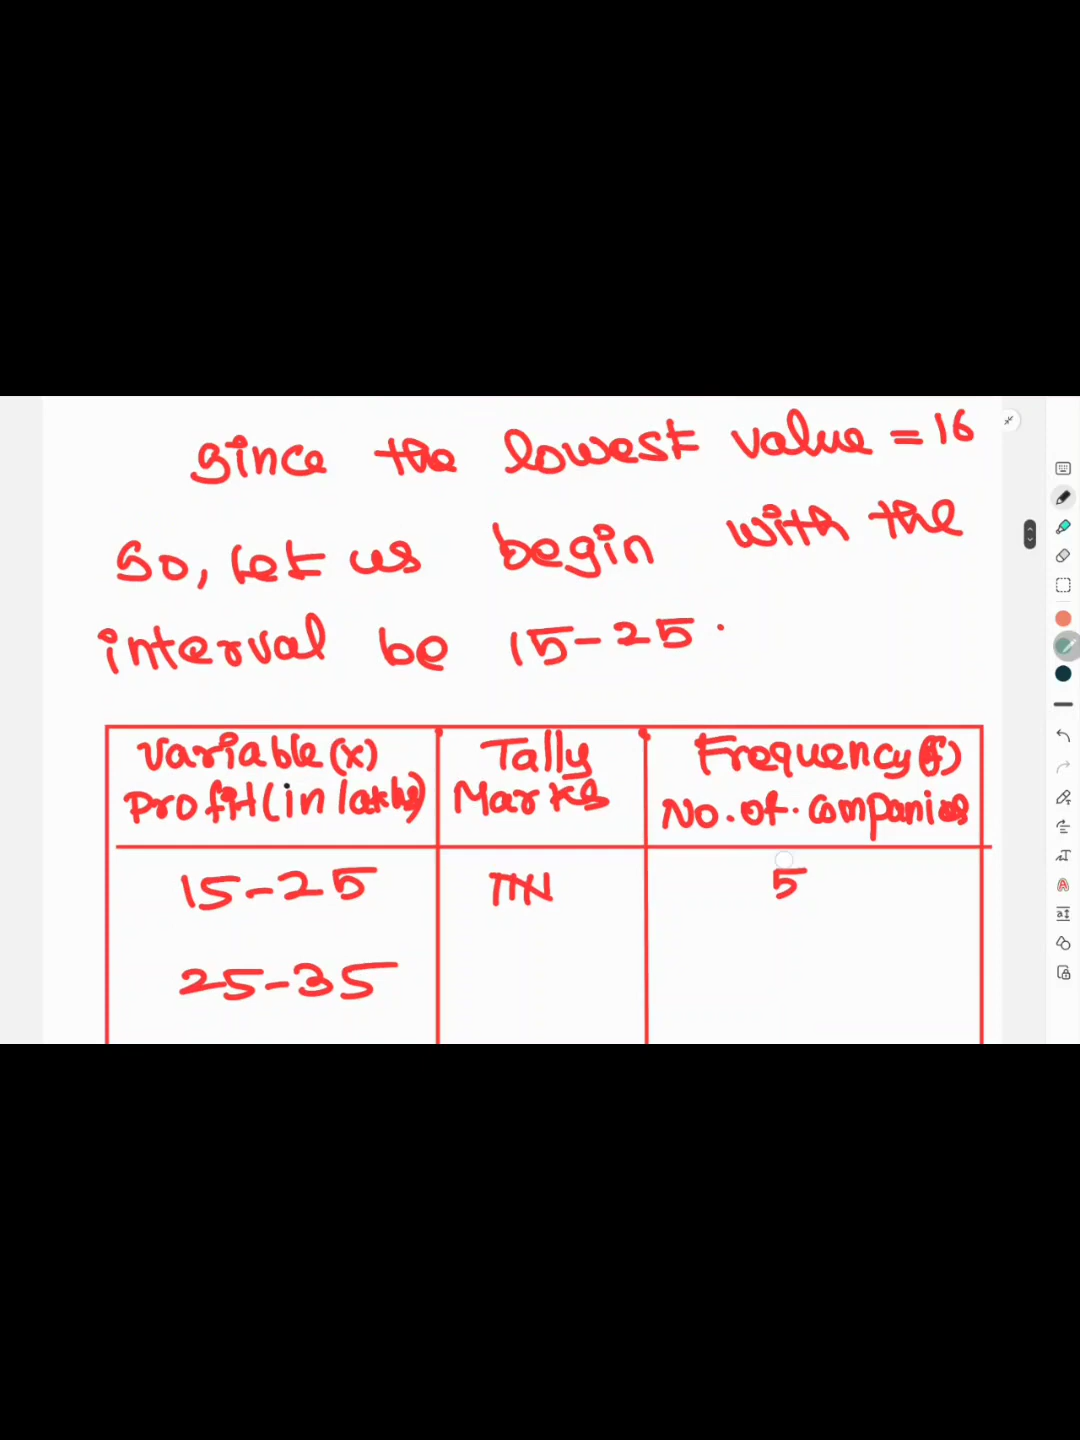 since the lowest value = 16
So, let us begin with the
interval be 15-25.
Variable (x) Tally Frequency (f)
Profit (in lakhs) Marks No. of. companies
15-25 𝍸 5
25-35